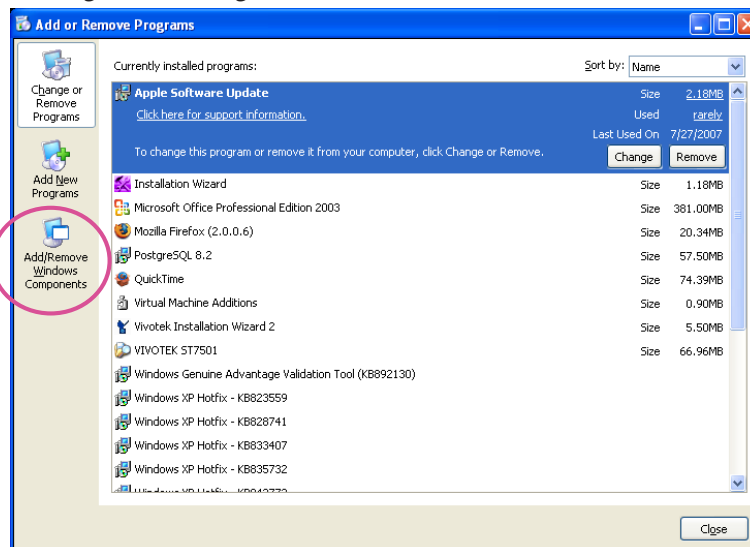 Add or Remove Programs
Change or
Remove
Programs
Add New
Programs
Add/Remove
Windows
Components
Currently installed programs:
Sort by: Name
Apple Software Update Size 2.18MB
Click here for support information. Used rarely
Last Used On 7/27/2007
To change this program or remove it from your computer, click Change or Remove. Change Remove
Installation Wizard Size 1.18MB
Microsoft Office Professional Edition 2003 Size 381.00MB
Mozilla Firefox (2.0.0.6) Size 20.34MB
PostgreSQL 8.2 Size 57.50MB
QuickTime Size 74.39MB
Virtual Machine Additions Size 0.90MB
Vivotek Installation Wizard 2 Size 5.50MB
VIVOTEK ST7501 Size 66.96MB
Windows Genuine Advantage Validation Tool (KB892130)
Windows XP Hotfix - KB823559
Windows XP Hotfix - KB828741
Windows XP Hotfix - KB833407
Windows XP Hotfix - KB835732
Close